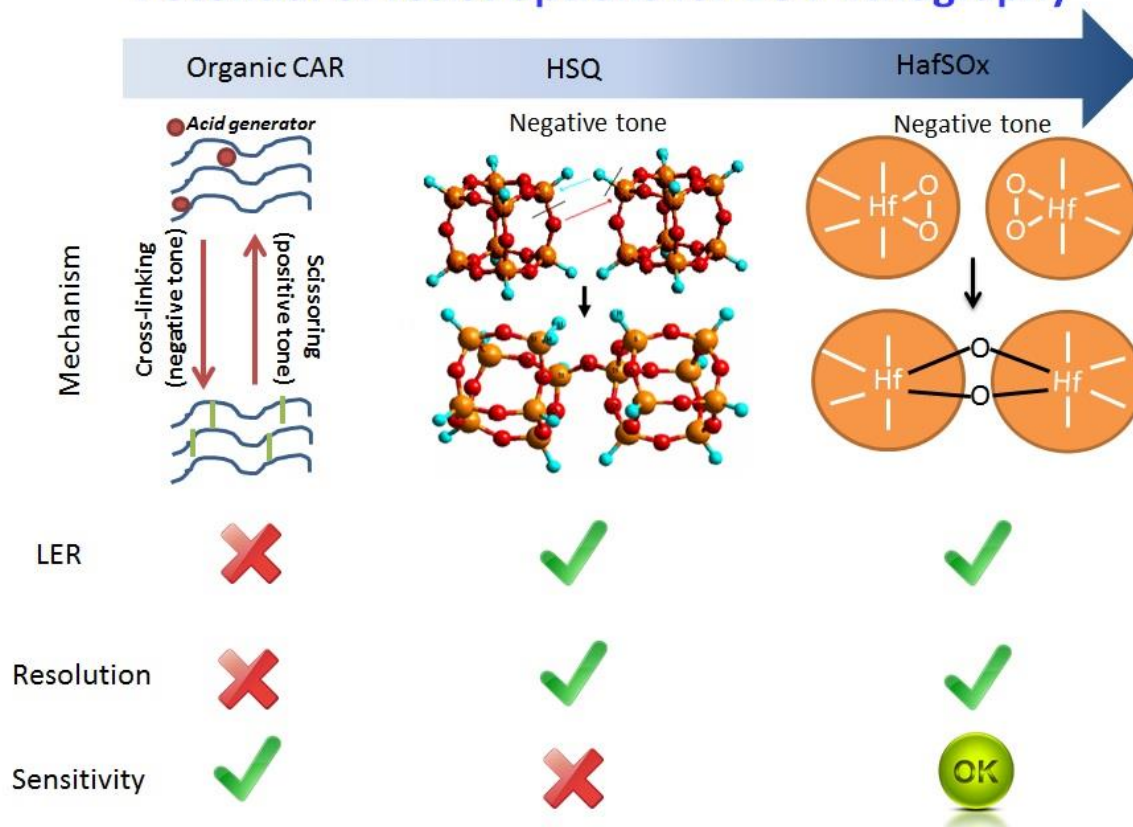 Organic CAR
HSQ
HafSOx
Acid generator
Negative tone
Negative tone
Mechanism
Cross-linking
(negative tone)
Scissoring
(positive tone)
Hf
O
O
O
O
Hf
Hf
O
O
Hf
LER
Resolution
Sensitivity
OK